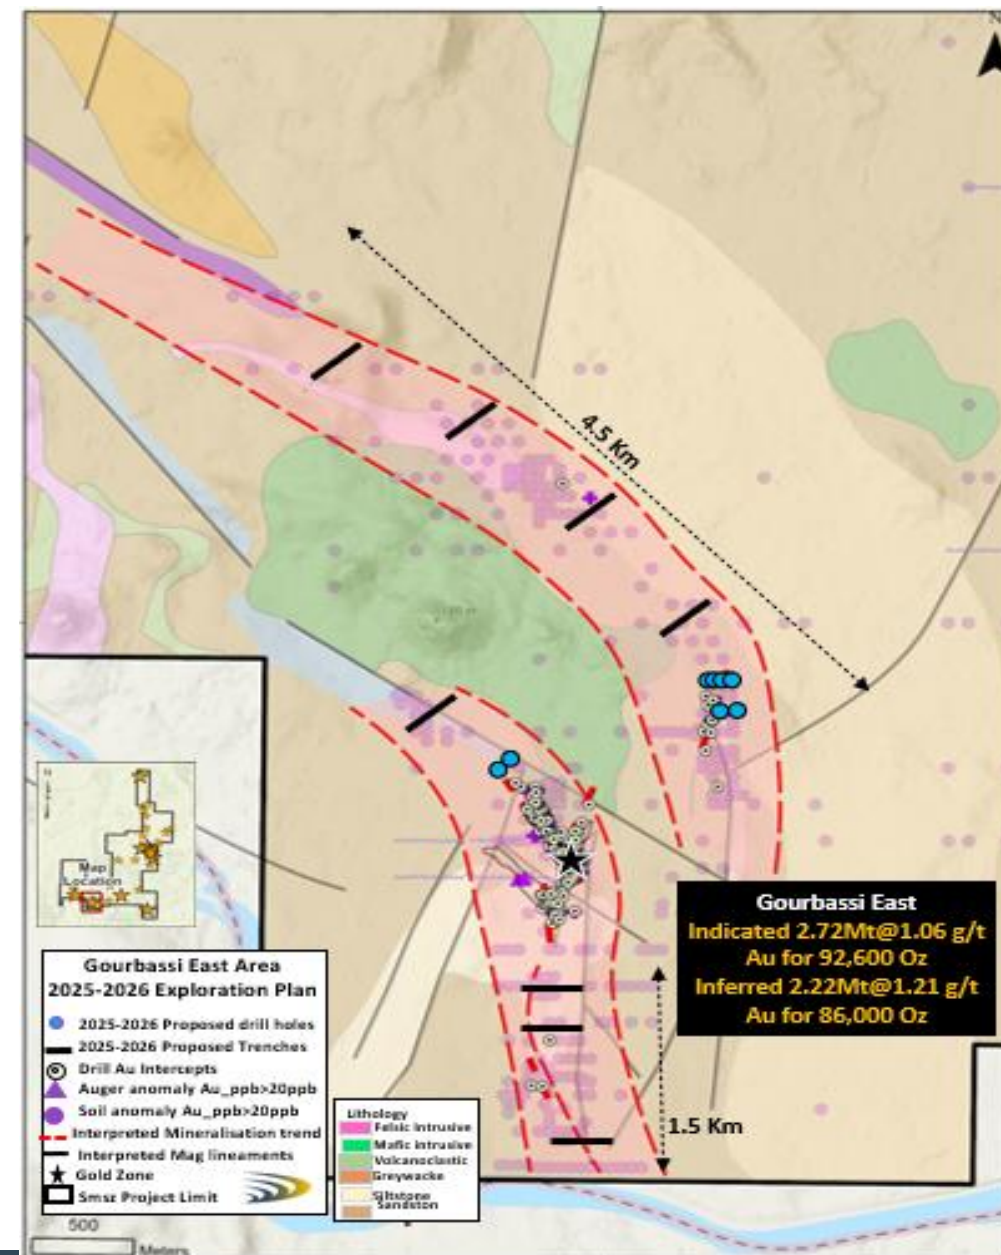 N
4.5 Km
Map
Location
Gourbassi East
Indicated 2.72Mt@1.06 g/t
Au for 92,600 Oz
Inferred 2.22Mt@1.21 g/t
Au for 86,000 Oz
1.5 Km
Gourbassi East Area
2025-2026 Exploration Plan
2025-2026 Proposed drill holes
2025-2026 Proposed Trenches
Drill Au Intercepts
Auger anomaly Au_ppb>20ppb
Soil anomaly Au_ppb>20ppb
Interpreted Mineralisation trend
Interpreted Mag lineaments
Gold Zone
Smsz Project Limit
Lithology
Felsic Intrusive
Mafic intrusive
Volcanoclastic
Greywacke
Siltstone
Sandston
500
Meters